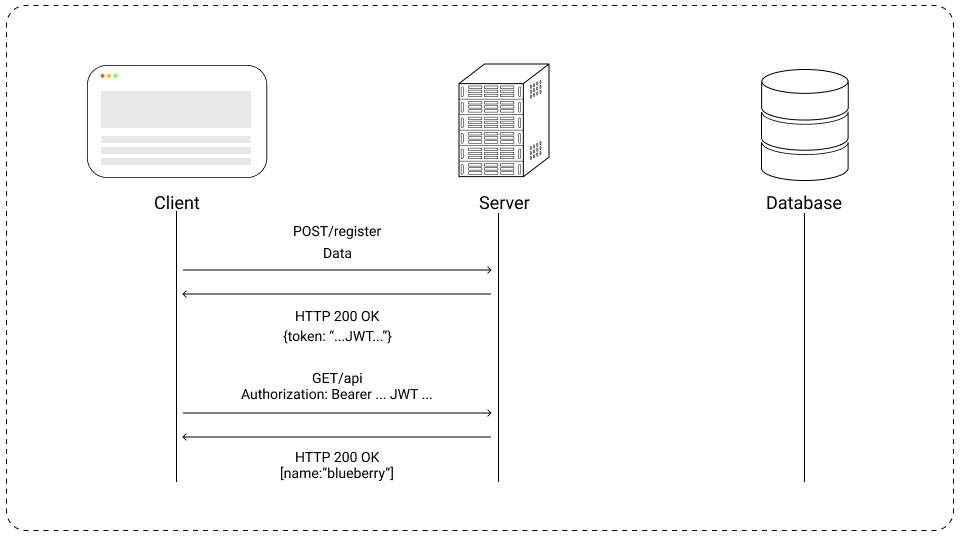 Client
Server
Database
POST/register
Data
HTTP 200 OK
{token: “...JWT...”}
GET/api
Authorization: Bearer ... JWT ...
HTTP 200 OK
[name:”blueberry”]